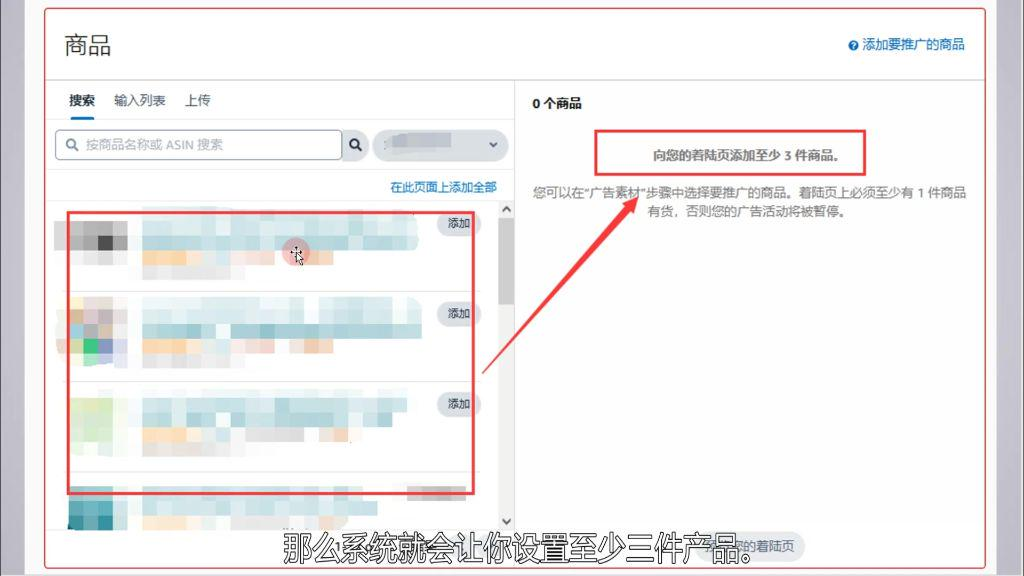 商品
添加要推广的商品
搜索 输入列表 上传
按商品名称或 ASIN 搜索
在此页面上添加全部
添加
添加
添加
0 个商品
向您的着陆页添加至少 3 件商品。
您可以在“广告素材”步骤中选择要推广的商品。着陆页上必须至少有 1 件商品
有货，否则您的广告活动将被暂停。
您的着陆页
那么系统就会让你设置至少三件产品。